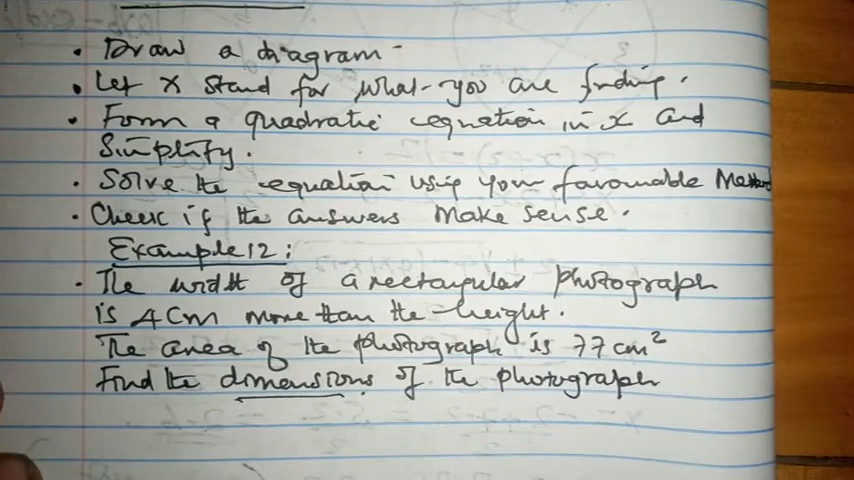 • Draw a diagram-
• Let x stand for what you are finding.
• Form a quadratic equation in x and
Simplify.
• Solve the equation using your favourable Method
• Check if the answers make sense.
Example 12:
• The width of a rectangular photograph
is 4cm more than the height.
The area of the photograph is 77cm²
Find the dimensions of the photograph